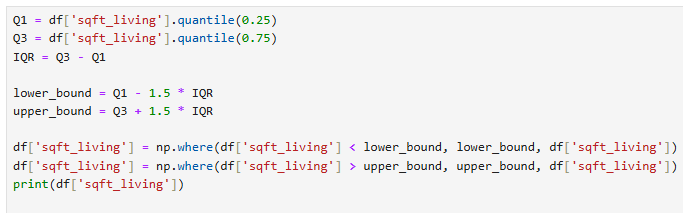 Q1 = df['sqft_living'].quantile(0.25)
Q3 = df['sqft_living'].quantile(0.75)
IQR = Q3 - Q1

lower_bound = Q1 - 1.5 * IQR
upper_bound = Q3 + 1.5 * IQR

df['sqft_living'] = np.where(df['sqft_living'] < lower_bound, lower_bound, df['sqft_living'])
df['sqft_living'] = np.where(df['sqft_living'] > upper_bound, upper_bound, df['sqft_living'])
print(df['sqft_living'])